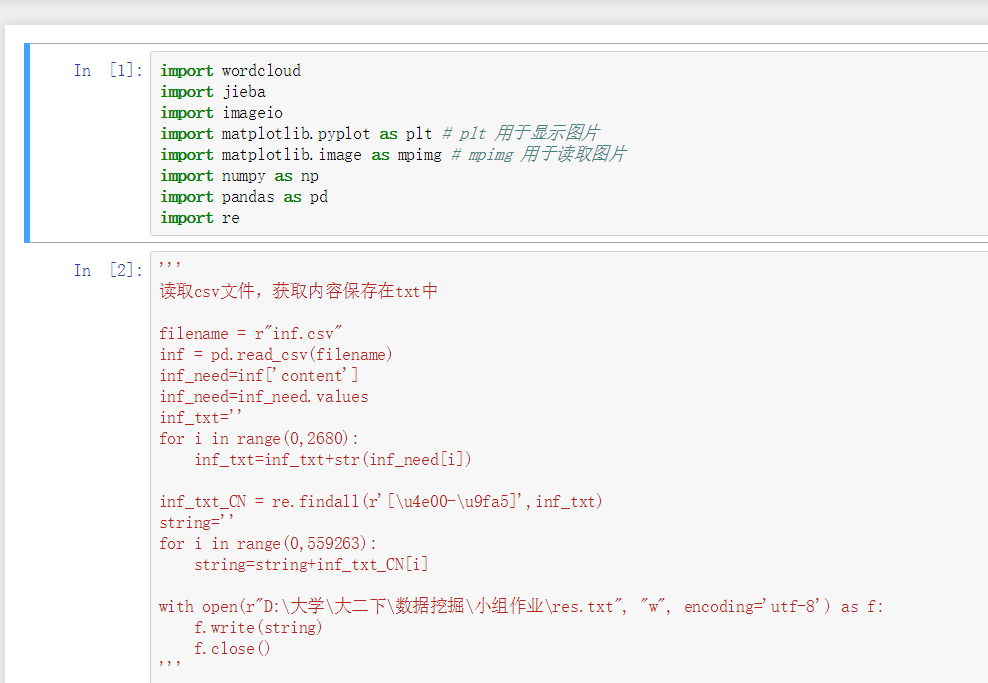 In [1]:
import wordcloud
import jieba
import imageio
import matplotlib.pyplot as plt # plt 用于显示图片
import matplotlib.image as mpimg # mpimg 用于读取图片
import numpy as np
import pandas as pd
import re
In [2]:
'''
读取csv文件，获取内容保存在txt中
filename = r"inf.csv"
inf = pd.read_csv(filename)
inf_need=inf['content']
inf_need=inf_need.values
inf_txt=''
for i in range(0,2680):
    inf_txt=inf_txt+str(inf_need[i])
inf_txt_CN = re.findall(r'[\u4e00-\u9fa5]',inf_txt)
string=''
for i in range(0,559263):
    string=string+inf_txt_CN[i]
with open(r"D:\大学\大二下\数据挖掘\小组作业\res.txt", "w", encoding='utf-8') as f:
    f.write(string)
    f.close()
'''